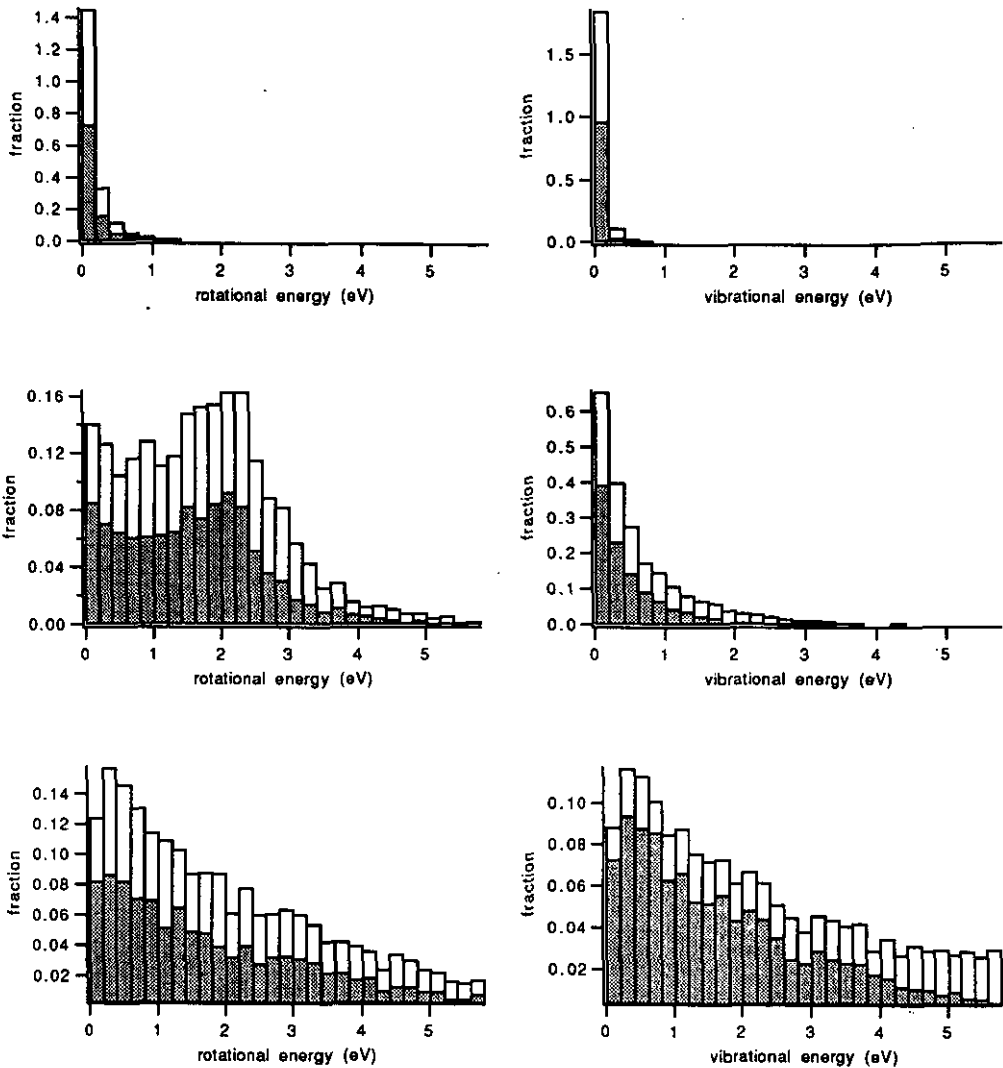 1.4
1.2
1.0
0.8
0.6
0.4
0.2
0.0
fraction
0 1 2 3 4 5
rotational energy (eV)
1.5
1.0
0.5
0.0
fraction
0 1 2 3 4 5
vibrational energy (eV)
0.16
0.12
0.08
0.04
0.00
fraction
0 1 2 3 4 5
rotational energy (eV)
0.6
0.5
0.4
0.3
0.2
0.1
0.0
fraction
0 1 2 3 4 5
vibrational energy (eV)
0.14
0.12
0.10
0.08
0.06
0.04
0.02
fraction
0 1 2 3 4 5
rotational energy (eV)
0.10
0.08
0.06
0.04
0.02
fraction
0 1 2 3 4 5
vibrational energy (eV)